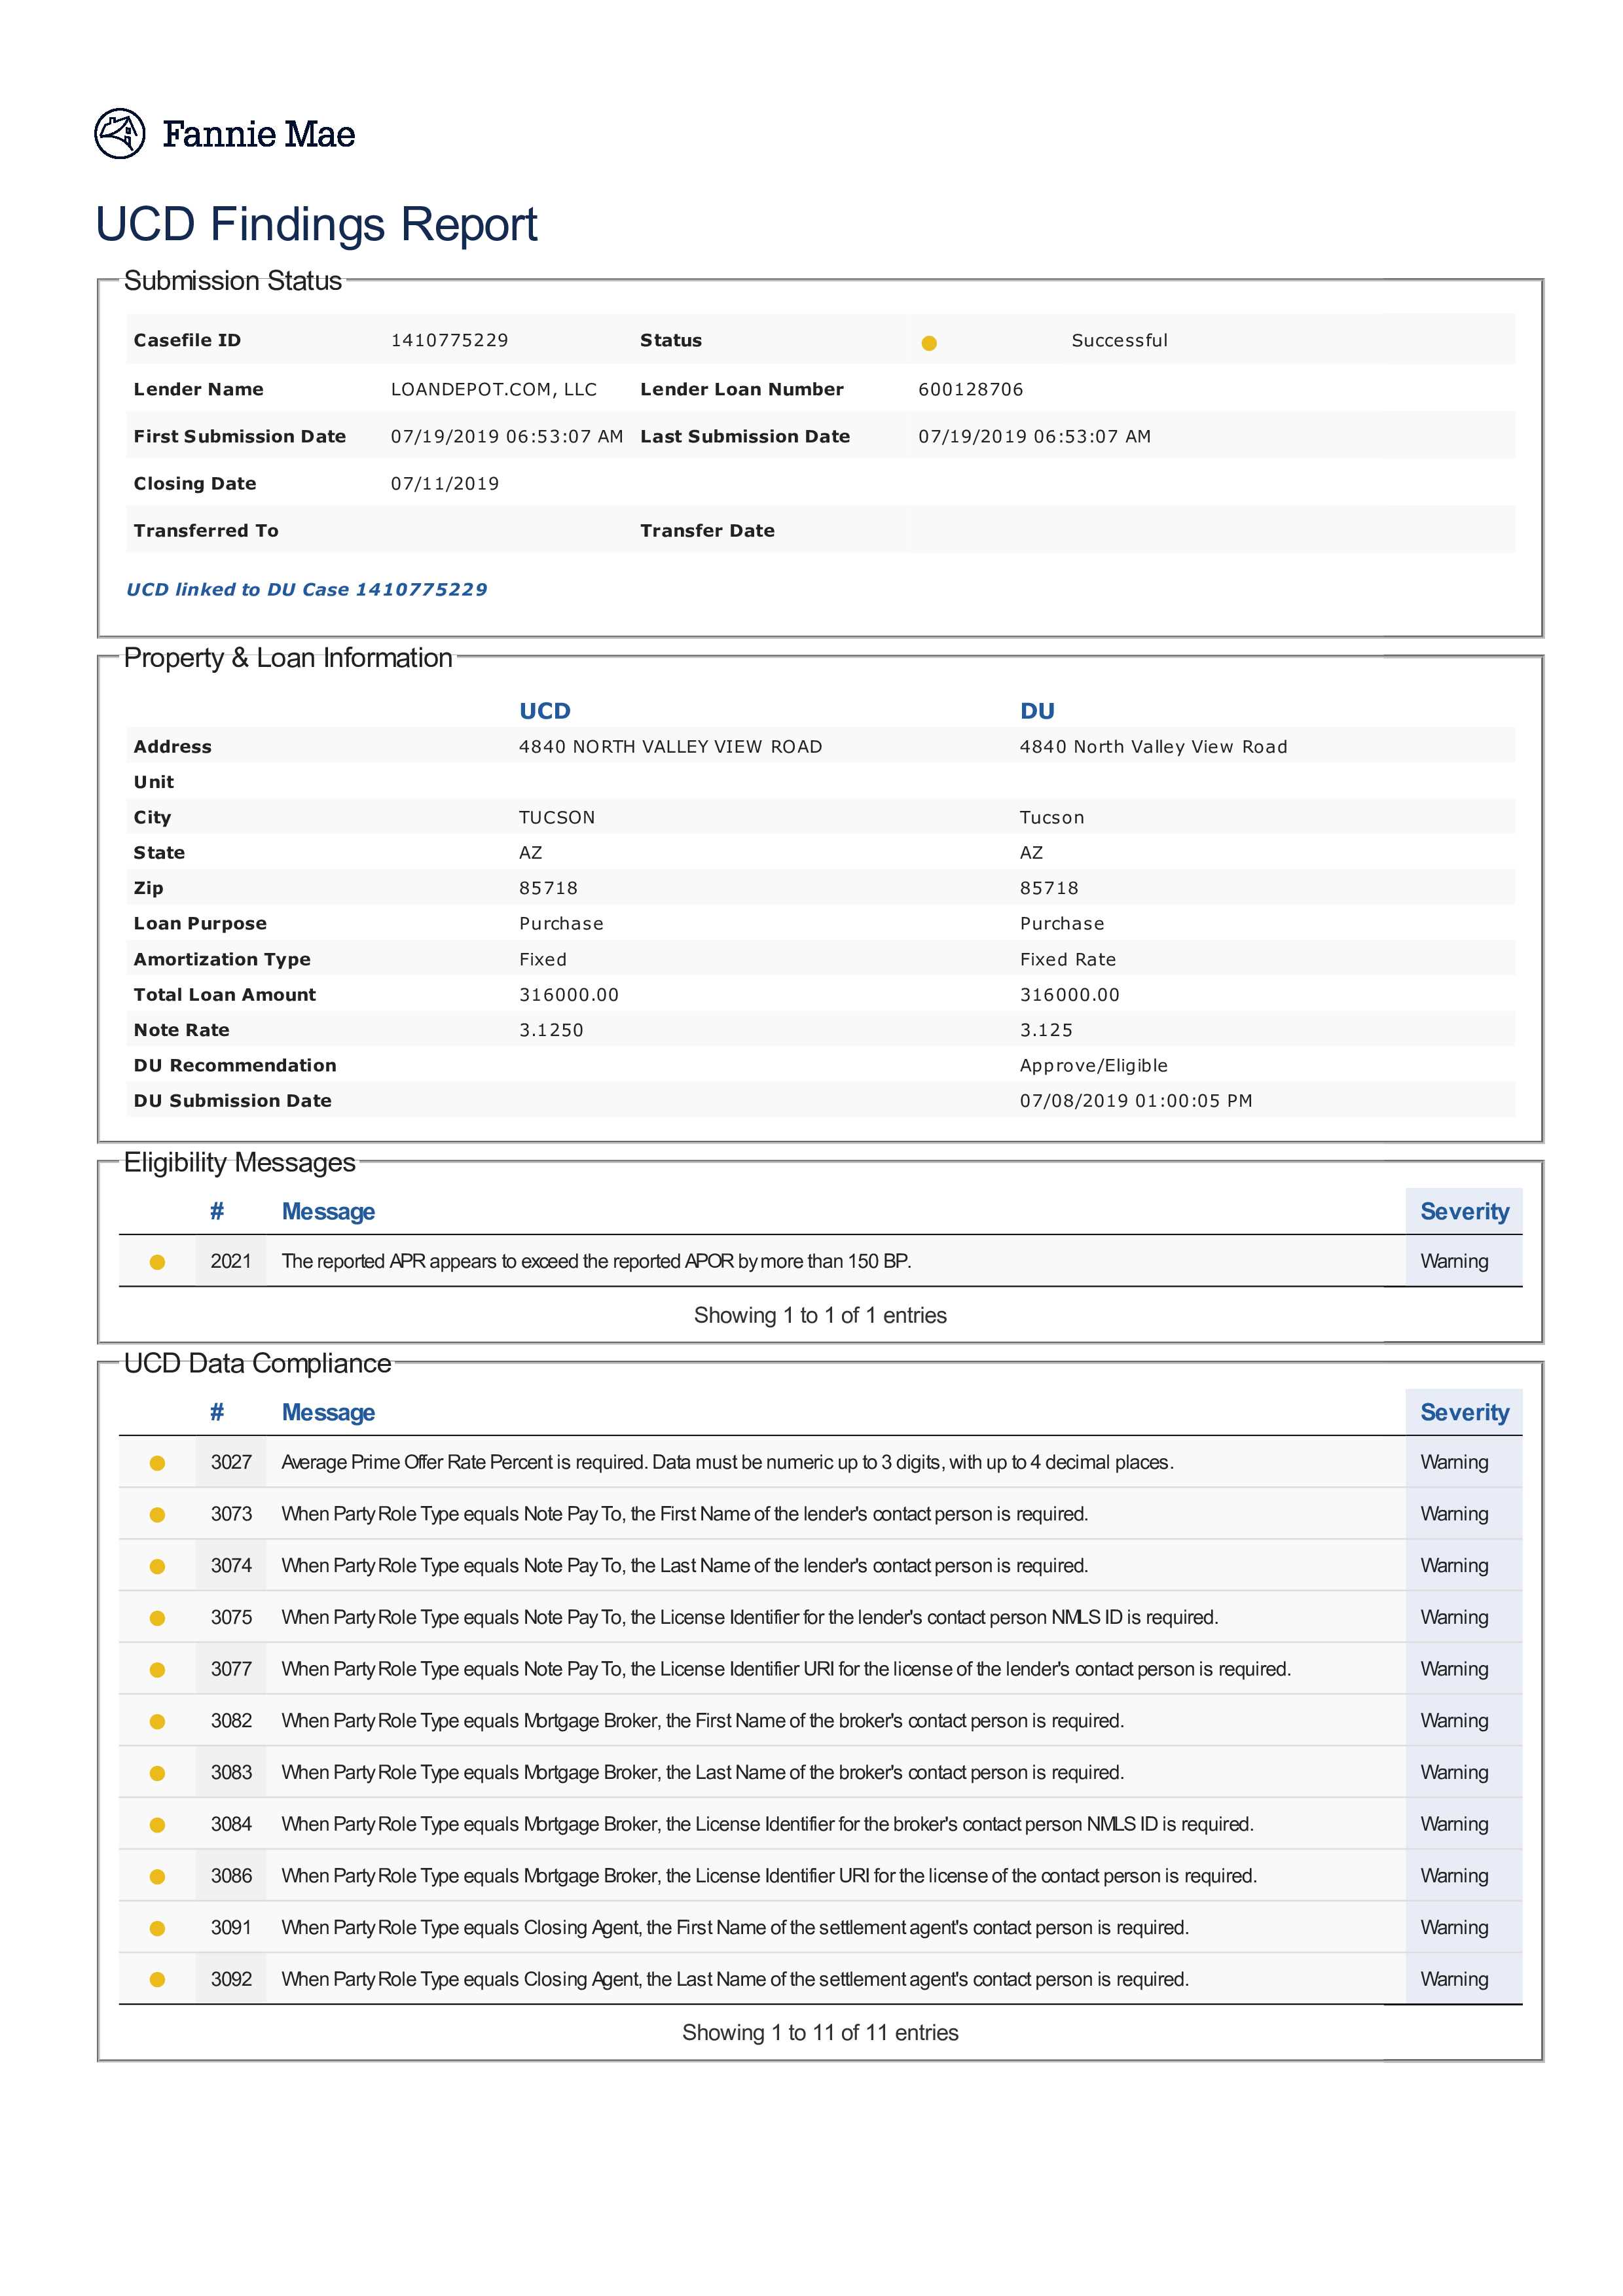 Fannie Mae
UCD Findings Report
Submission Status
Casefile ID 1410775229 Status Successful
Lender Name LOANDEPOT.COM, LLC Lender Loan Number 600128706
First Submission Date 07/19/2019 06:53:07 AM Last Submission Date 07/19/2019 06:53:07 AM
Closing Date 07/11/2019
Transferred To Transfer Date
UCD linked to DU Case 1410775229
Property & Loan Information
UCD DU
Address 4840 NORTH VALLEY VIEW ROAD 4840 North Valley View Road
Unit
City TUCSON Tucson
State AZ AZ
Zip 85718 85718
Loan Purpose Purchase Purchase
Amortization Type Fixed Fixed Rate
Total Loan Amount 316000.00 316000.00
Note Rate 3.1250 3.125
DU Recommendation Approve/Eligible
DU Submission Date 07/08/2019 01:00:05 PM
Eligibility Messages
# Message Severity
2021 The reported APR appears to exceed the reported APOR by more than 150 BP. Warning
Showing 1 to 1 of 1 entries
UCD Data Compliance
# Message Severity
3027 Average Prime Offer Rate Percent is required. Data must be numeric up to 3 digits, with up to 4 decimal places. Warning
3073 When Party Role Type equals Note Pay To, the First Name of the lender's contact person is required. Warning
3074 When Party Role Type equals Note Pay To, the Last Name of the lender's contact person is required. Warning
3075 When Party Role Type equals Note Pay To, the License Identifier for the lender's contact person NMLS ID is required. Warning
3077 When Party Role Type equals Note Pay To, the License Identifier URI for the license of the lender's contact person is required. Warning
3082 When Party Role Type equals Mortgage Broker, the First Name of the broker's contact person is required. Warning
3083 When Party Role Type equals Mortgage Broker, the Last Name of the broker's contact person is required. Warning
3084 When Party Role Type equals Mortgage Broker, the License Identifier for the broker's contact person NMLS ID is required. Warning
3086 When Party Role Type equals Mortgage Broker, the License Identifier URI for the license of the contact person is required. Warning
3091 When Party Role Type equals Closing Agent, the First Name of the settlement agent's contact person is required. Warning
3092 When Party Role Type equals Closing Agent, the Last Name of the settlement agent's contact person is required. Warning
Showing 1 to 11 of 11 entries